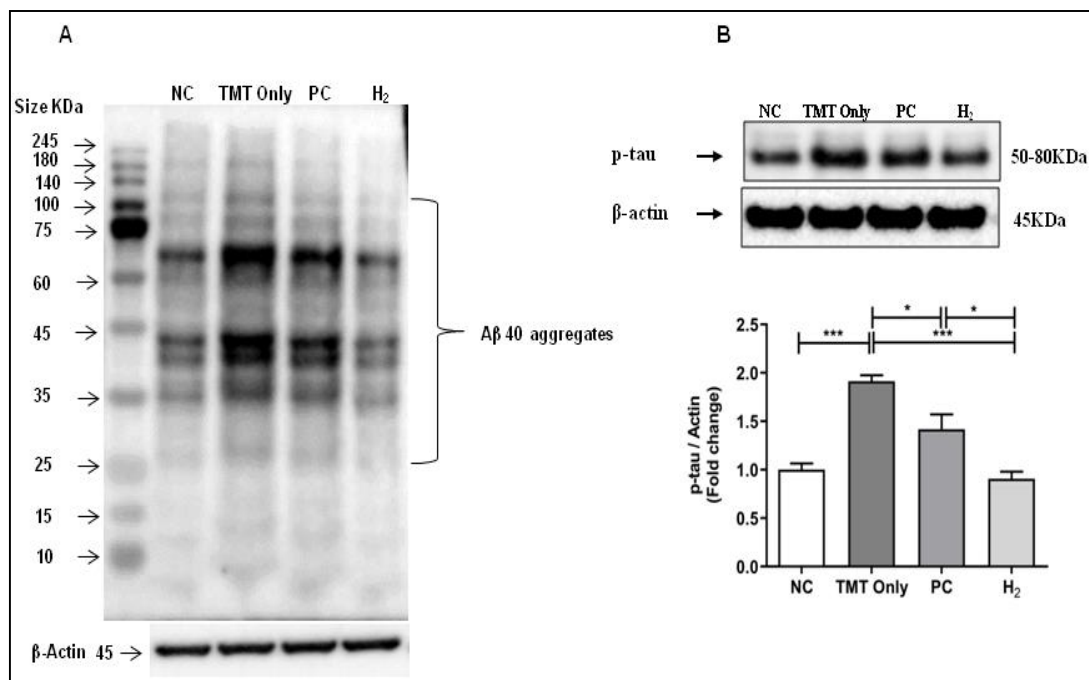 A
NC TMT Only PC H₂
Size KDa
245
180
140
100
75
60
45
35
25
15
10
Aβ 40 aggregates
β-Actin 45
B
NC TMT Only PC H₂
p-tau 50-80KDa
β-actin 45KDa
* *
*** ***
2.5
2.0
1.5
1.0
0.5
0.0
p-tau / Actin
(Fold change)
NC TMT Only PC H₂